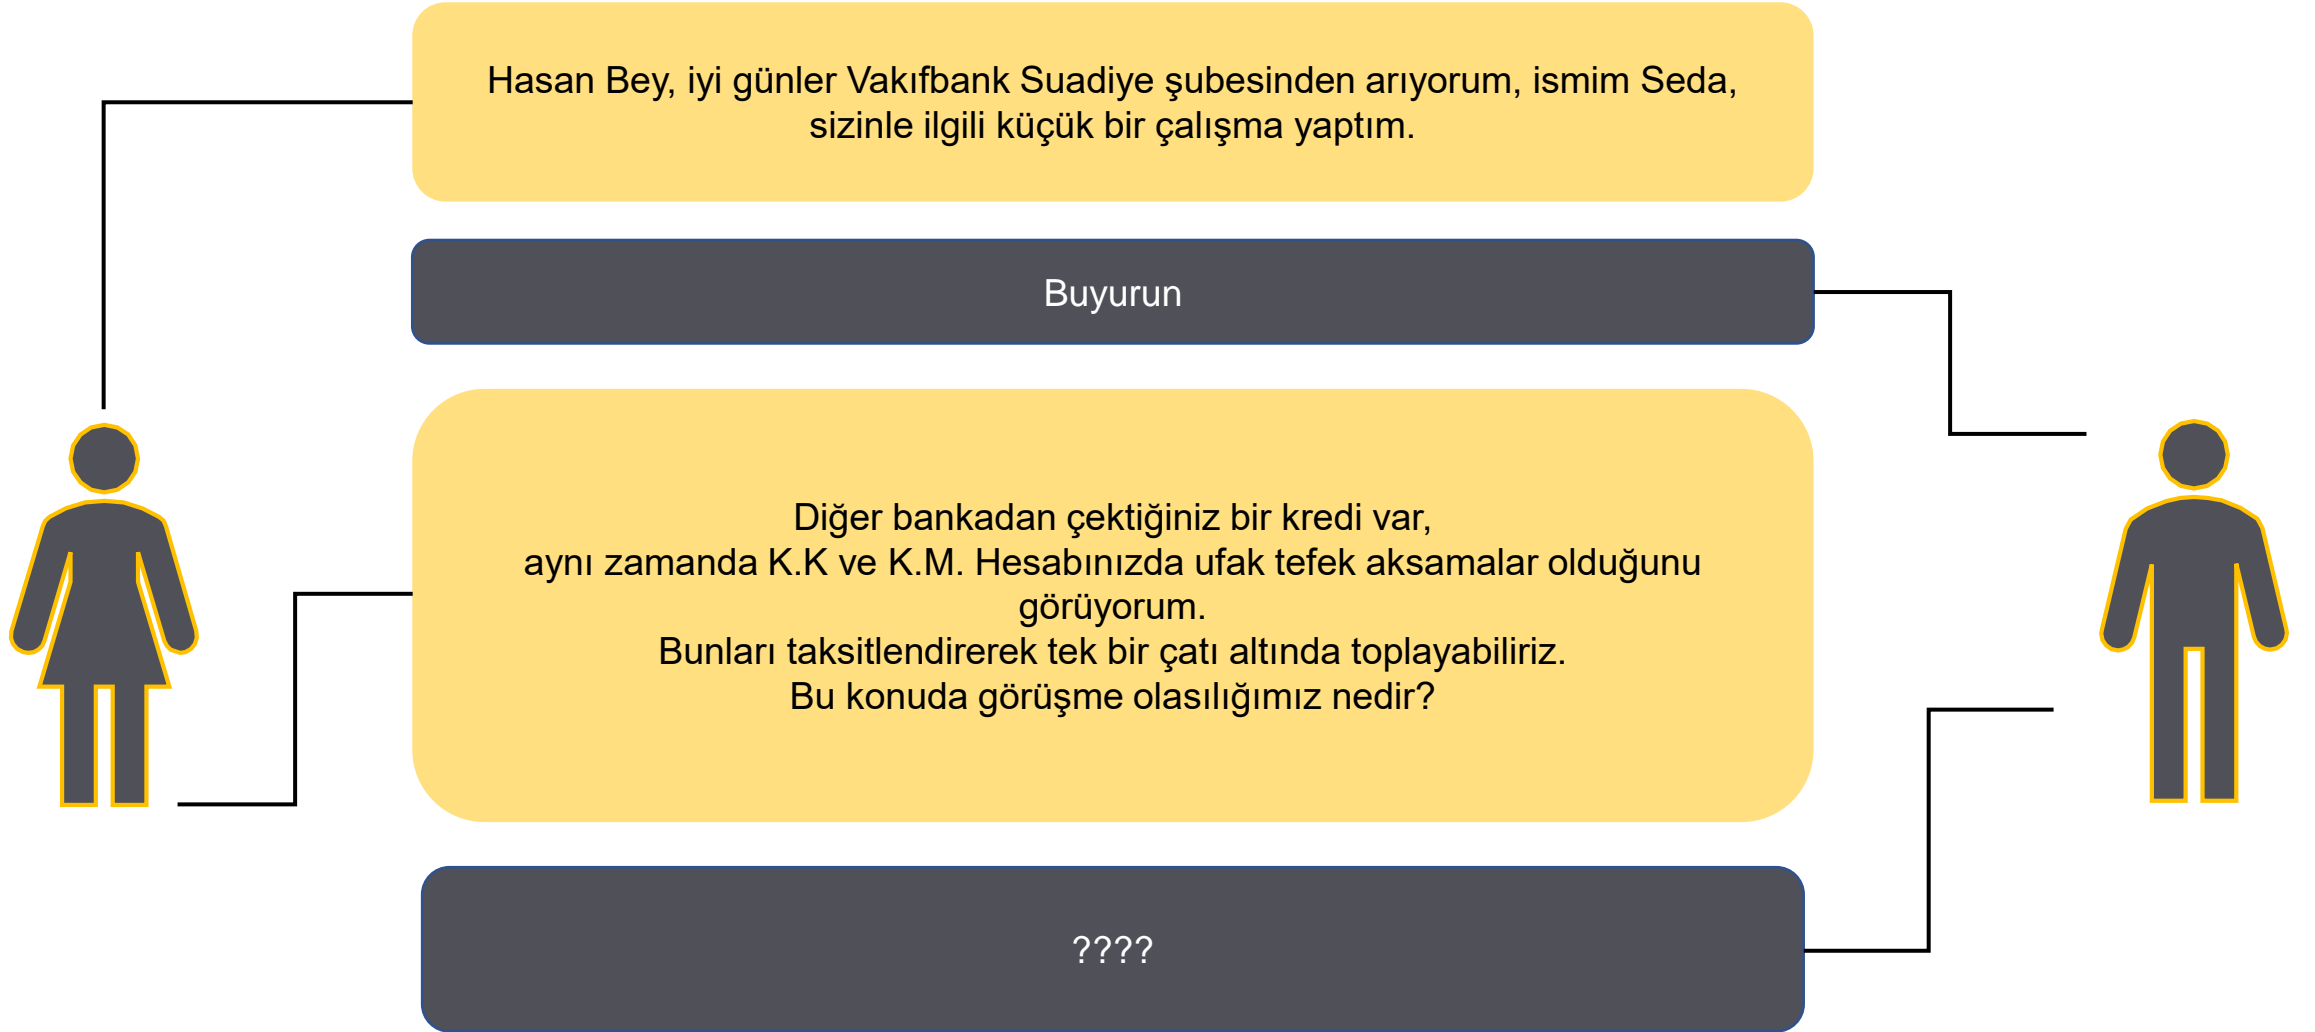 Hasan Bey, iyi günler Vakıfbank Suadiye şubesinden arıyorum, ismim Seda,
sizinle ilgili küçük bir çalışma yaptım.
Buyurun
Diğer bankadan çektiğiniz bir kredi var,
aynı zamanda K.K ve K.M. Hesabınızda ufak tefek aksamalar olduğunu
görüyorum.
Bunları taksitlendirerek tek bir çatı altında toplayabiliriz.
Bu konuda görüşme olasılığımız nedir?
????